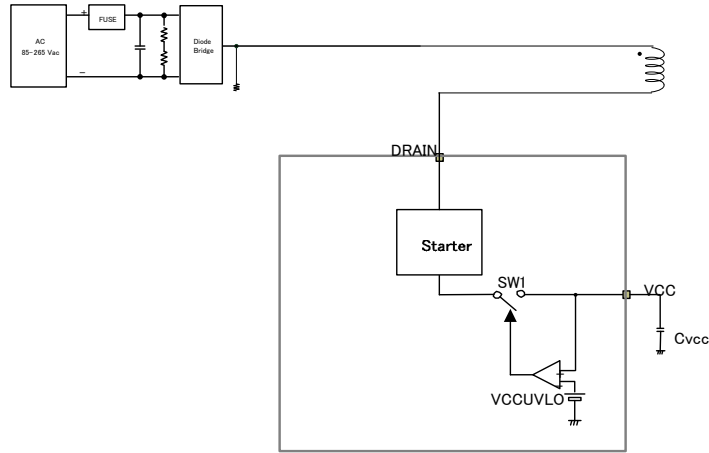 +
FUSE
AC
85-265 Vac
Diode
Bridge
−
DRAIN
Starter
SW1
VCC
Cvcc
+
VCCUVLO